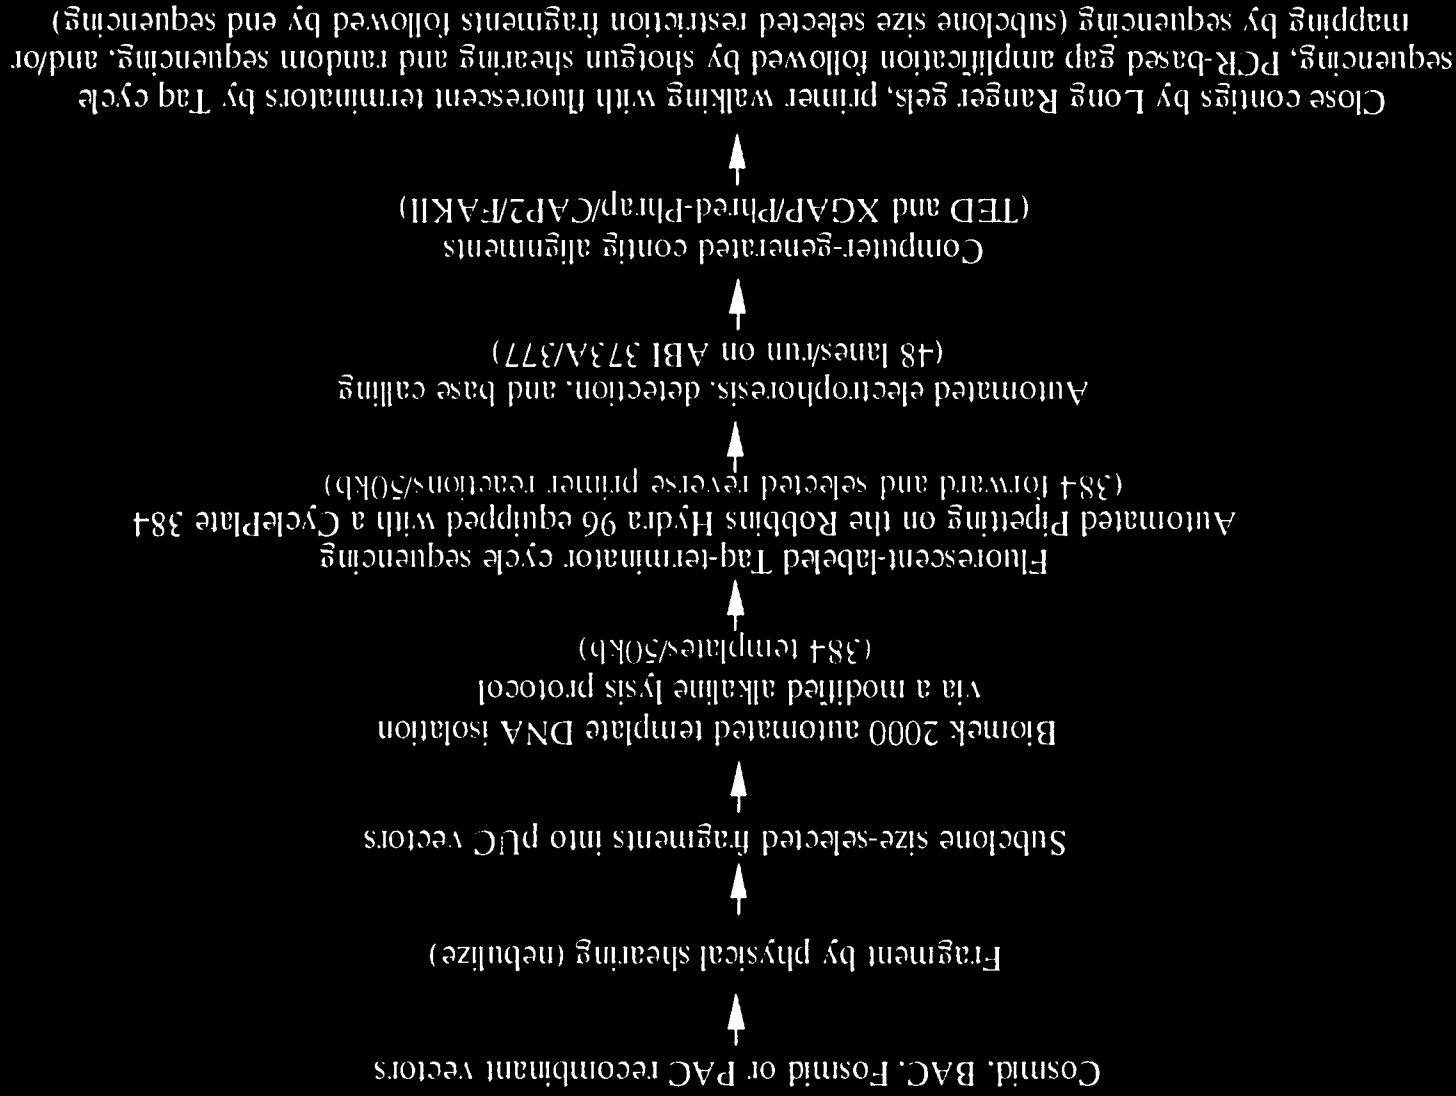 Cosmid, BAC, Fosmid or PAC recombinant vectors
Fragment by physical shearing (nebulize)
Subclone size-selected fragments into pUC vectors
Biomek 2000 automated template DNA isolation
via a modified alkaline lysis protocol
(384 templates/50kb)
Fluorescent-labeled Taq-terminator cycle sequencing
Automated Pipetting on the Robbins Hydra 96 equipped with a CyclePlate 384
(384 forward and selected reverse primer reactions/50kb)
Automated electrophoresis, detection, and base calling
(48 lanes/run on ABI 373A/377)
Computer-generated contig alignments
(TED and XGAP/Phred-Phrap/CAP2/FAKII)
Close contigs by Long Ranger gels, primer walking with fluorescent terminators by Taq cycle
sequencing, PCR-based gap amplification followed by shotgun shearing and random sequencing, and/or
mapping by sequencing (subclone size selected restriction fragments followed by end sequencing)